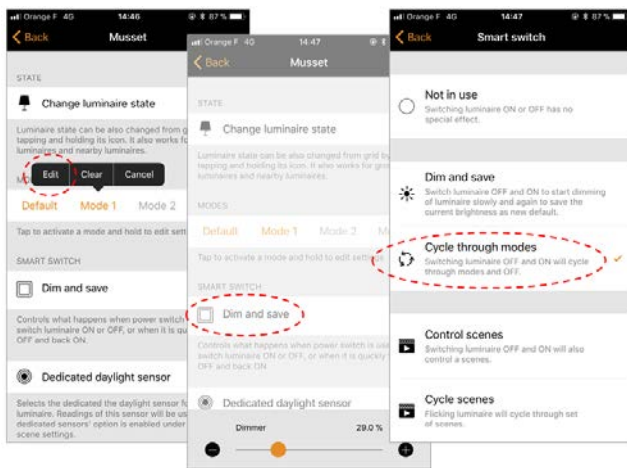 Orange F 4G 14:46 87 %
Back Musset
STATE
Change luminaire state
Luminaire state can be also changed from g
tapping and holding its icon. It also works fo
luminaires and nearby luminaires.
Edit Clear Cancel
Default Mode 1 Mode 2
Tap to activate a mode and hold to edit sett
SMART SWITCH
Dim and save
Controls what happens when power switch
switch luminaire ON or OFF, or when it is qu
OFF and back ON.
Dedicated daylight sensor
Selects the dedicated the daylight sensor fo
luminaire. Readings of this sensor will be us
dedicated sensors' option is enabled under
scene settings.
Orange F 4G 14:47
Back Musset
STATE
Change luminaire state
Luminaire state can be also changed from grid by
tapping and holding its icon. It also works for gro
luminaires and nearby luminaires.
MODES
Default Mode 1 Mode 2 M
Tap to activate a mode and hold to edit settings
SMART SWITCH
Dim and save
Controls what happens when power switch is use
switch luminaire ON or OFF, or when it is quickly
OFF and back ON
Dedicated daylight sensor
Dimmer 29.0 %
Orange F 4G 14:47 87 %
Back Smart switch
Not in use
Switching luminaire ON or OFF has no
special effect.
Dim and save
Switch luminaire OFF and ON to start dimming
of luminaire slowly and again to save the
current brightness as new default.
Cycle through modes
Switching luminaire OFF and ON will cycle
through modes and OFF.
Control scenes
Switching luminaire OFF and ON will also
control a scene.
Cycle scenes
Flicking luminaire will cycle through set
of scenes.